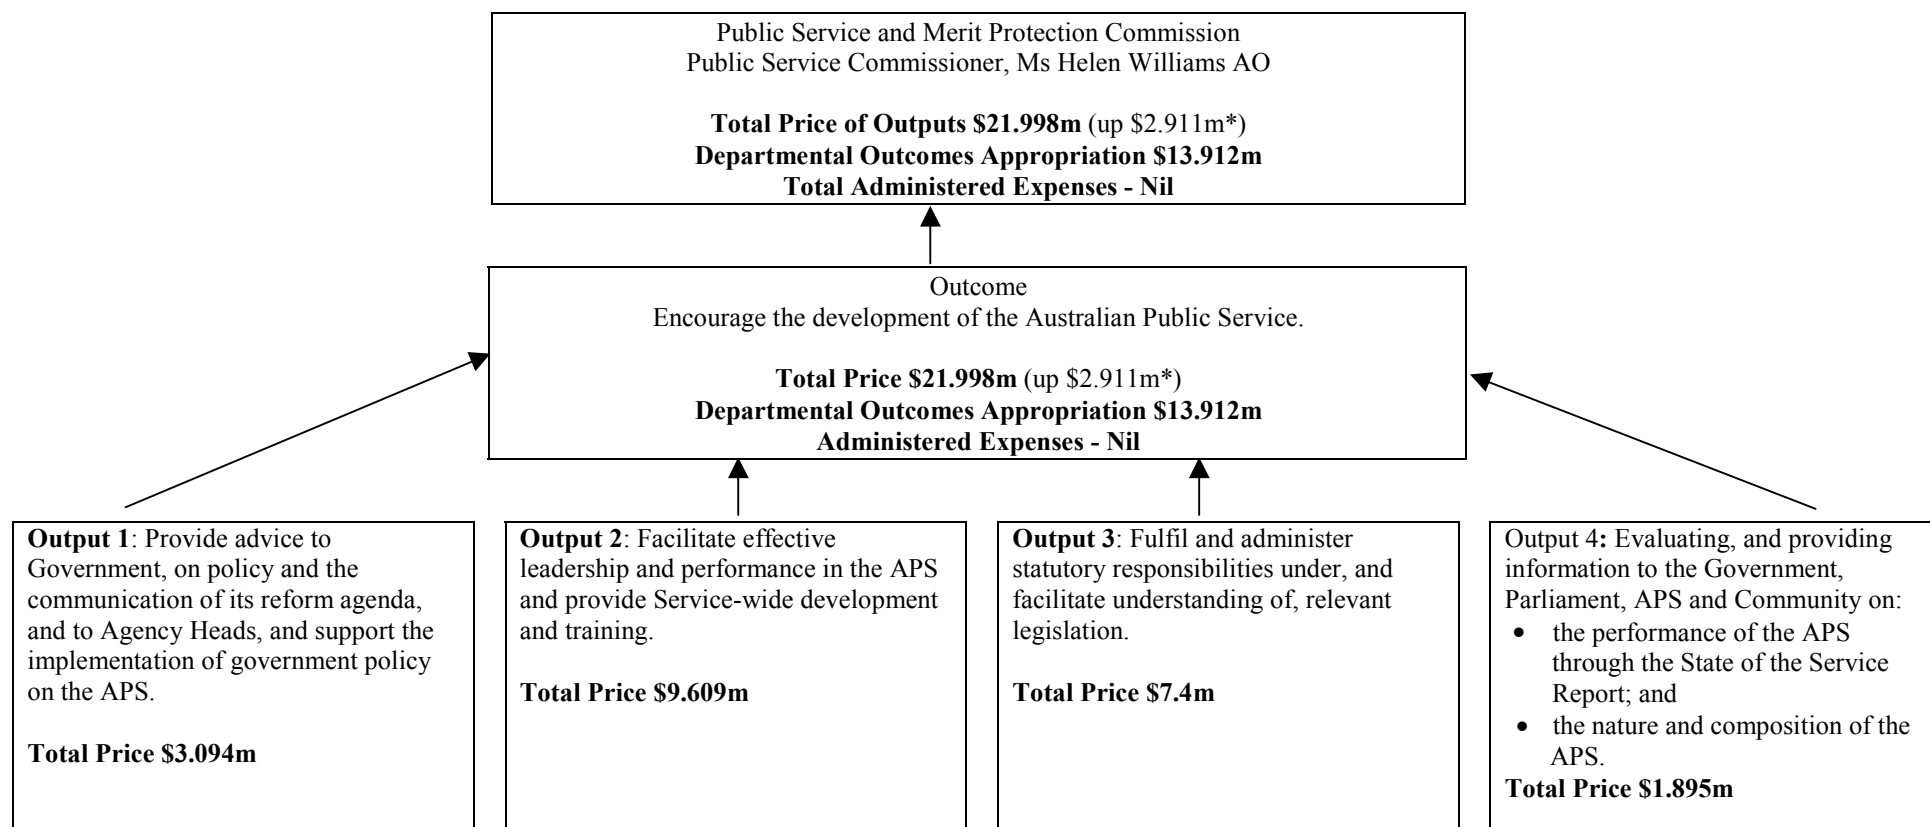 Public Service and Merit Protection Commission
Public Service Commissioner, Ms Helen Williams AO
Total Price of Outputs $21.998m (up $2.911m*)
Departmental Outcomes Appropriation $13.912m
Total Administered Expenses - Nil
Outcome
Encourage the development of the Australian Public Service.
Total Price $21.998m (up $2.911m*)
Departmental Outcomes Appropriation $13.912m
Administered Expenses - Nil
Output 1: Provide advice to
Government, on policy and the
communication of its reform agenda,
and to Agency Heads, and support the
implementation of government policy
on the APS.
Total Price $3.094m
Output 2: Facilitate effective
leadership and performance in the APS
and provide Service-wide development
and training.
Total Price $9.609m
Output 3: Fulfil and administer
statutory responsibilities under, and
facilitate understanding of, relevant
legislation.
Total Price $7.4m
Output 4: Evaluating, and providing
information to the Government,
Parliament, APS and Community on:
• the performance of the APS
through the State of the Service
Report; and
• the nature and composition of the
APS.
Total Price $1.895m